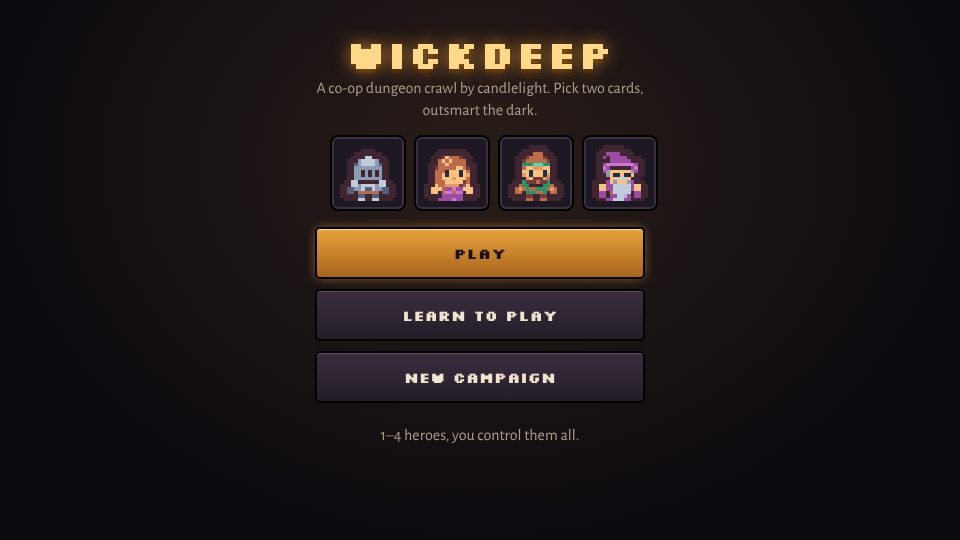 WICKDEEP
A co-op dungeon crawl by candlelight. Pick two cards,
outsmart the dark.
PLAY
LEARN TO PLAY
NEW CAMPAIGN
1–4 heroes, you control them all.